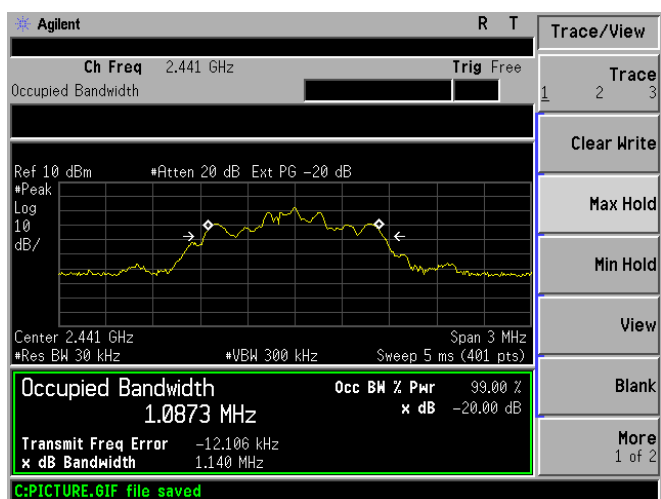 Agilent R T
Trace/View
Ch Freq 2.441 GHz Trig Free
Occupied Bandwidth
Trace
1 2 3
Clear Write
Max Hold
Min Hold
View
Blank
More
1 of 2
Ref 10 dBm #Atten 20 dB Ext PG -20 dB
#Peak
Log
10
dB/
Center 2.441 GHz Span 3 MHz
#Res BW 30 kHz #VBW 300 kHz Sweep 5 ms (401 pts)
Occupied Bandwidth Occ BW % Pwr 99.00 %
1.0873 MHz x dB -20.00 dB
Transmit Freq Error -12.106 kHz
x dB Bandwidth 1.140 MHz
C:PICTURE.GIF file saved